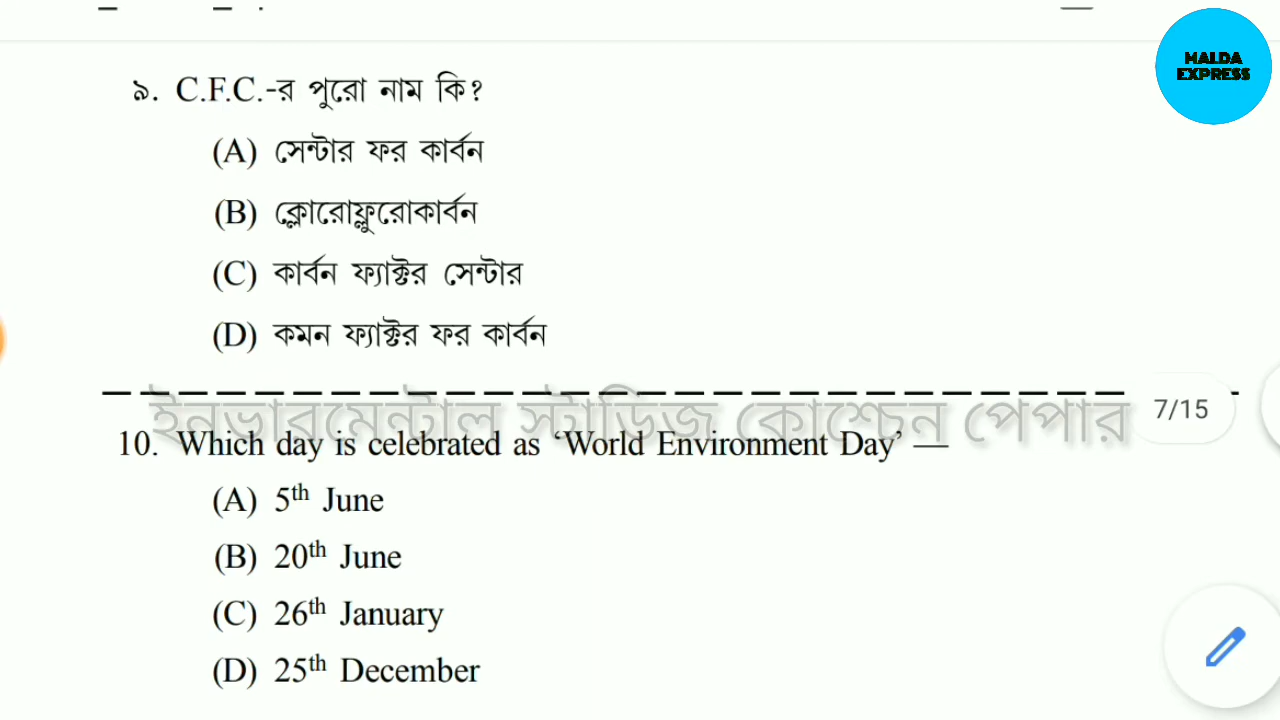 MALDA
EXPRESS
৯. C.F.C.-র পুরো নাম কি?
(A) সেন্টার ফর কার্বন
(B) ক্লোরোফ্লুরোকার্বন
(C) কার্বন ফ্যাক্টর সেন্টার
(D) কমন ফ্যাক্টর ফর কার্বন
ইনভারমেন্টাল স্টাডিজ কোশ্চেন পেপার
7/15
10. Which day is celebrated as ‘World Environment Day’ —
(A) 5th June
(B) 20th June
(C) 26th January
(D) 25th December